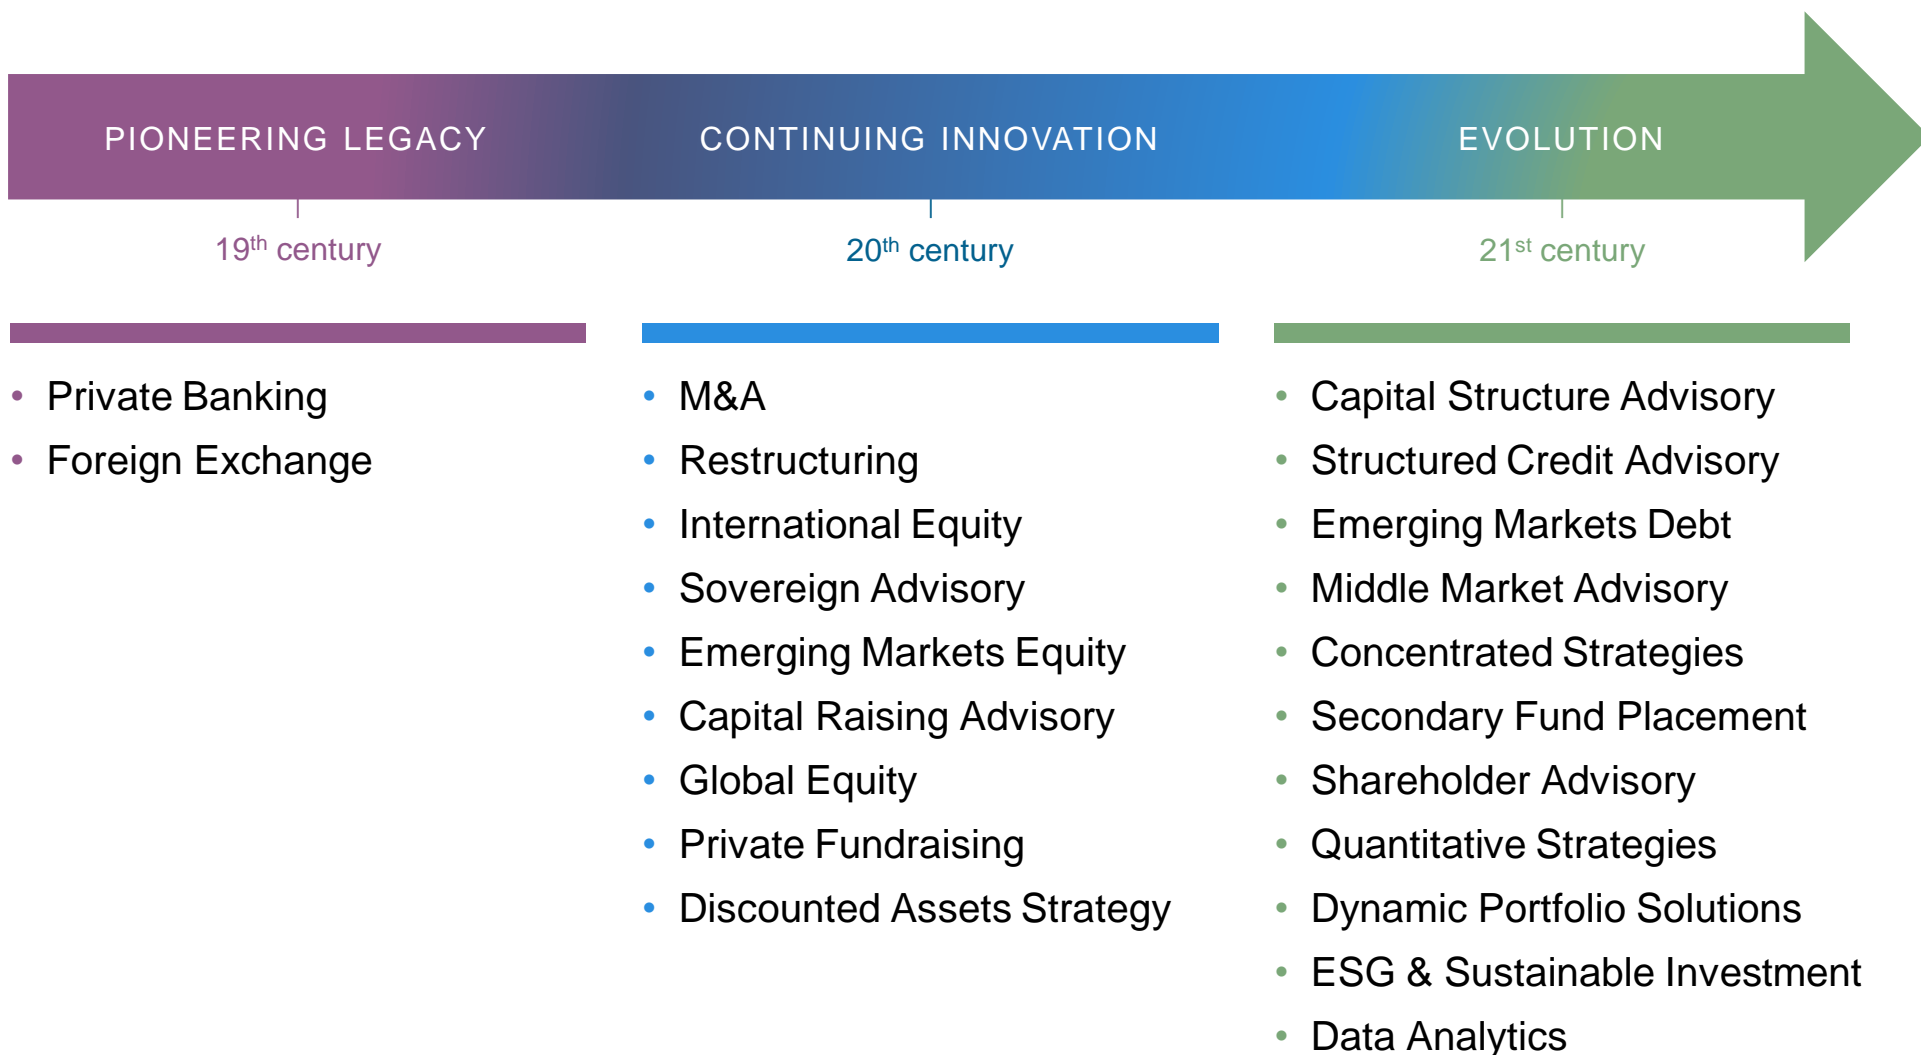 PIONEERING LEGACY
CONTINUING INNOVATION
EVOLUTION
19th century
20th century
21st century
• Private Banking
• Foreign Exchange
• M&A
• Restructuring
• International Equity
• Sovereign Advisory
• Emerging Markets Equity
• Capital Raising Advisory
• Global Equity
• Private Fundraising
• Discounted Assets Strategy
• Capital Structure Advisory
• Structured Credit Advisory
• Emerging Markets Debt
• Middle Market Advisory
• Concentrated Strategies
• Secondary Fund Placement
• Shareholder Advisory
• Quantitative Strategies
• Dynamic Portfolio Solutions
• ESG & Sustainable Investment
• Data Analytics